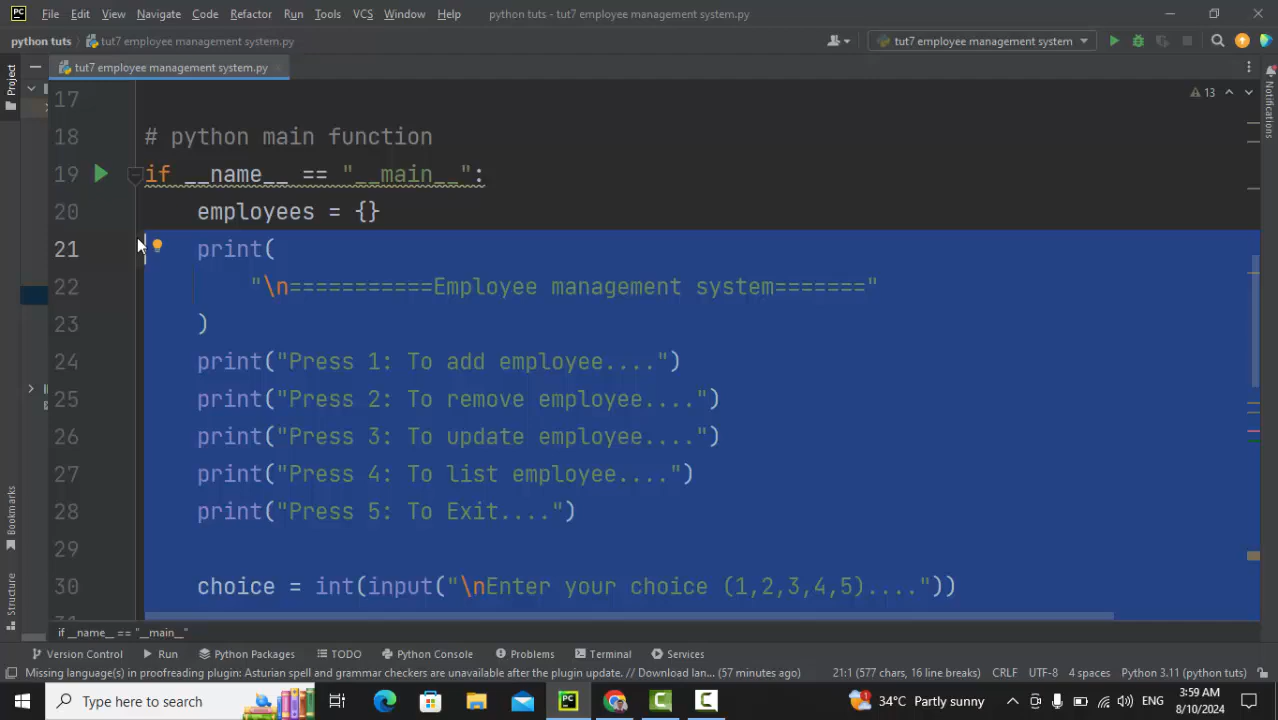 File Edit View Navigate Code Refactor Run Tools VCS Window Help python tuts - tut7 employee management system.py
python tuts tut7 employee management system.py tut7 employee management system
tut7 employee management system.py
Project
Notifications
13
17
18 # python main function
19 if __name__ == "__main__":
20 employees = {}
21 print(
22 "\n===========Employee management system======="
23 )
24 print("Press 1: To add employee....")
25 print("Press 2: To remove employee....")
26 print("Press 3: To update employee....")
27 print("Press 4: To list employee....")
28 print("Press 5: To Exit....")
29
30 choice = int(input("\nEnter your choice (1,2,3,4,5)...."))
Bookmarks
Structure
if __name__ == "__main__"
Version Control Run Python Packages TODO Python Console Problems Terminal Services
Missing language(s) in proofreading plugin: Asturian spell and grammar checkers are unavailable after the plugin update. // Download lan... (57 minutes ago) 21:1 (577 chars, 16 line breaks) CRLF UTF-8 4 spaces Python 3.11 (python tuts)
Type here to search
34°C Partly sunny
ENG
3:59 AM
8/10/2024